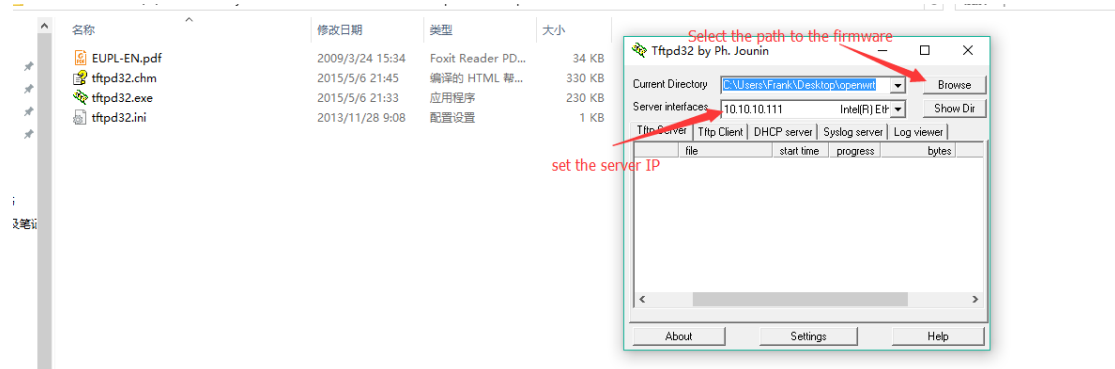 名称 修改日期 类型 大小
EUPL-EN.pdf 2009/3/24 15:34 Foxit Reader PD... 34 KB
tftpd32.chm 2015/5/6 21:45 编译的 HTML 帮... 330 KB
tftpd32.exe 2015/5/6 21:33 应用程序 230 KB
tftpd32.ini 2013/11/28 9:08 配置设置 1 KB
及笔记
Select the path to the firmware
Tftpd32 by Ph. Jounin
Current Directory C:\Users\Frank\Desktop\openwrt Browse
Server interfaces 10.10.10.111 Intel(R) Eth Show Dir
Tftp Server Tftp Client DHCP server Syslog server Log viewer
file start time progress bytes
set the server IP
About Settings Help